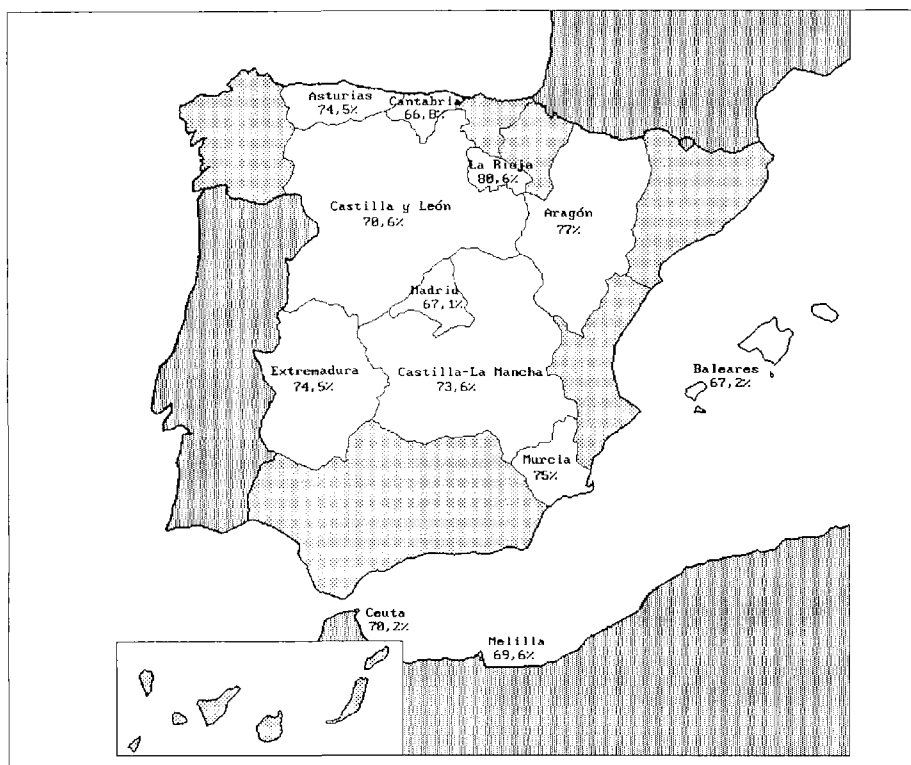 Asturias
74,5%
Cantabria
66,8%
La Rioja
80,6%
Castilla y León
70,6%
Aragón
77%
Madrid
67,1%
Extremadura
74,5%
Castilla-La Mancha
73,6%
Baleares
67,2%
Murcia
75%
Ceuta
70,2%
Melilla
69,6%